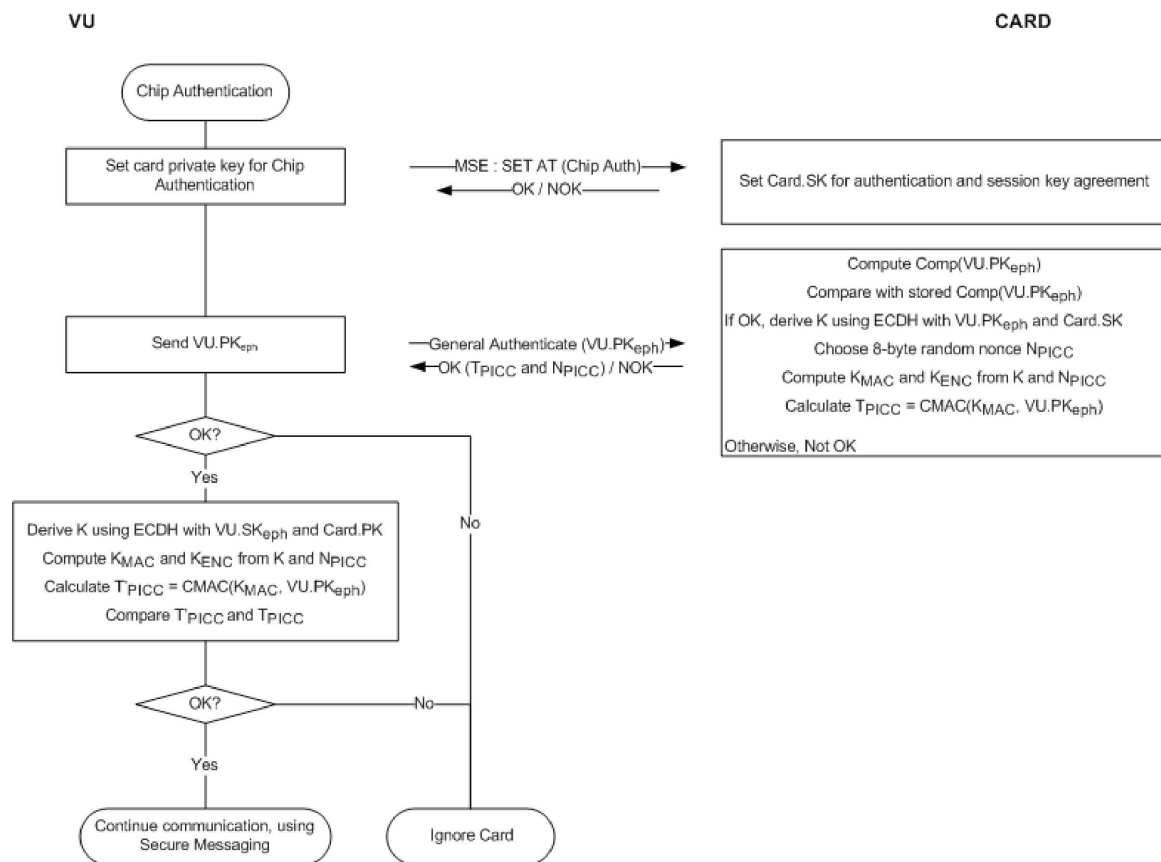 VU
CARD
Chip Authentication
Set card private key for Chip
Authentication
MSE : SET AT (Chip Auth)
OK / NOK
Set Card.SK for authentication and session key agreement
Compute Comp(VU.PKeph)
Compare with stored Comp(VU.PKeph)
If OK, derive K using ECDH with VU.PKeph and Card.SK
Choose 8-byte random nonce NPICC
Compute KMAC and KENC from K and NPICC
Calculate TPICC = CMAC(KMAC, VU.PKeph)
Otherwise, Not OK
Send VU.PKeph
General Authenticate (VU.PKeph)
OK (TPICC and NPICC) / NOK
OK?
Yes
No
Derive K using ECDH with VU.SKeph and Card.PK
Compute KMAC and KENC from K and NPICC
Calculate T'PICC = CMAC(KMAC, VU.PKeph)
Compare T'PICC and TPICC
OK?
No
Yes
Continue communication, using
Secure Messaging
Ignore Card